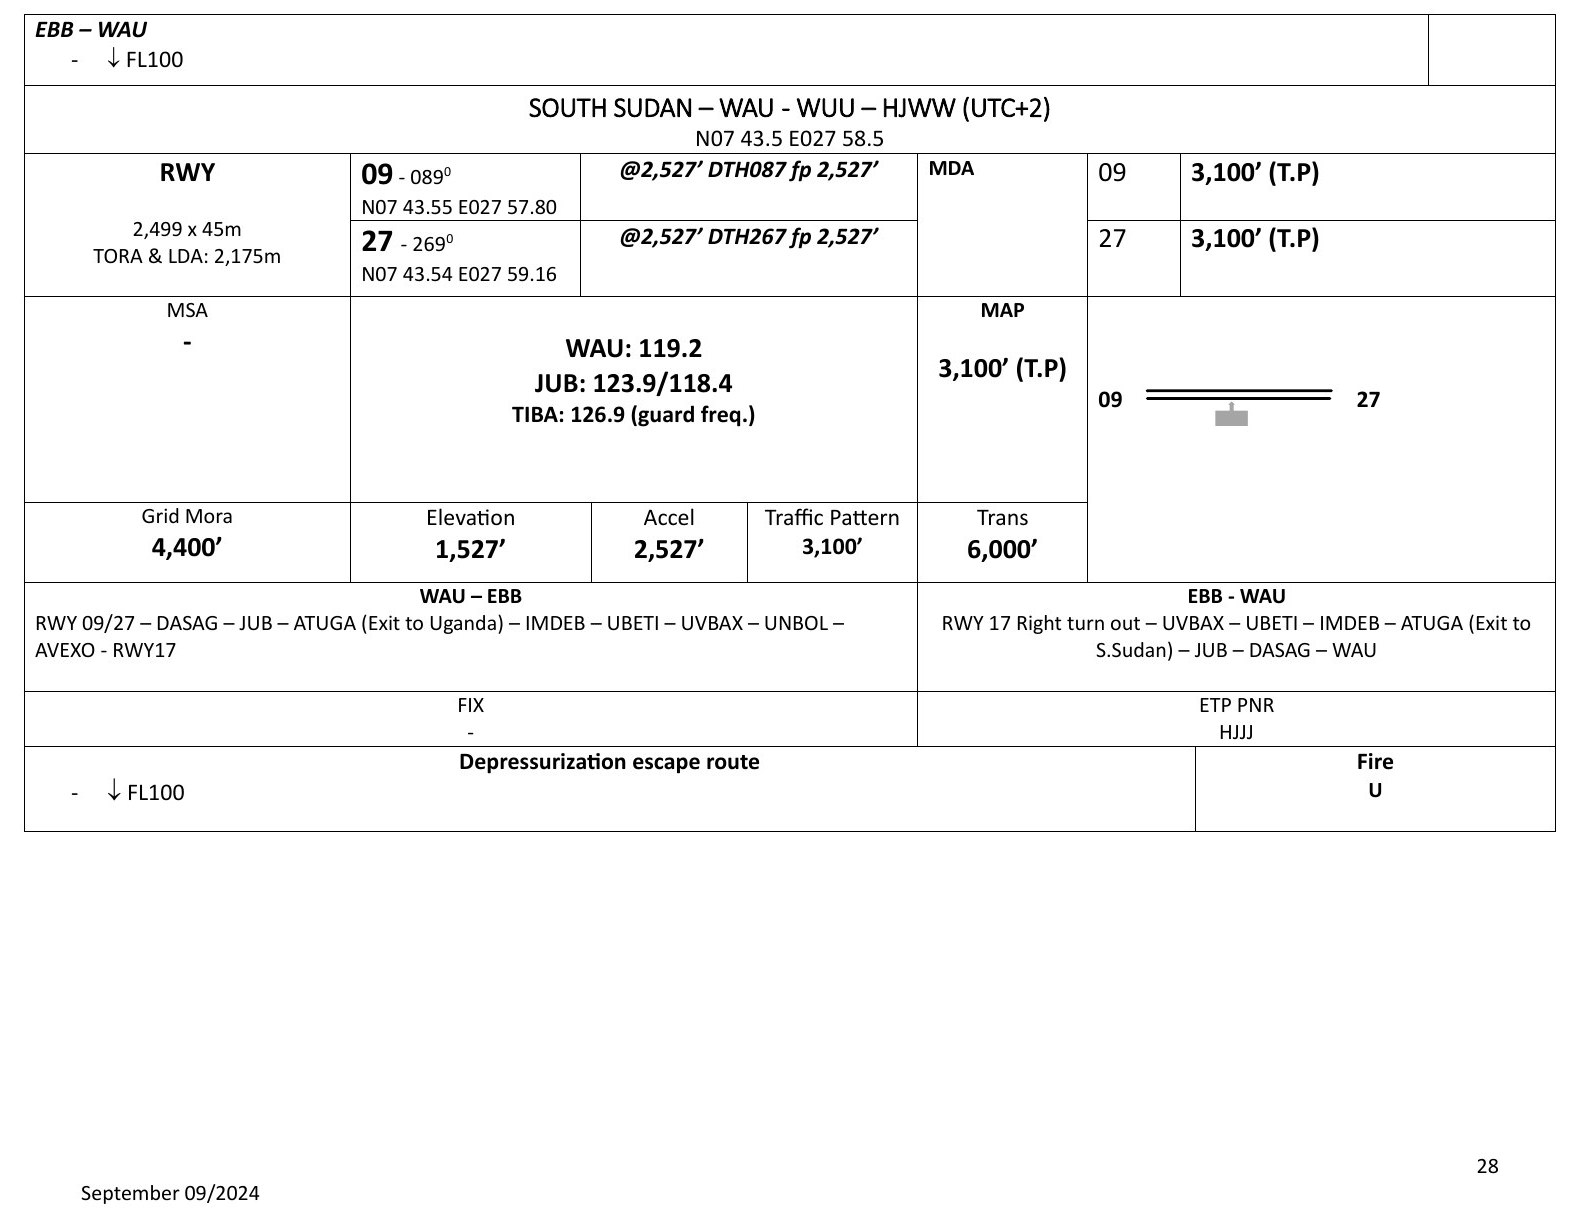 EBB – WAU
- ↓ FL100
SOUTH SUDAN – WAU - WUU – HJWW (UTC+2)
N07 43.5 E027 58.5
RWY
2,499 x 45m
TORA & LDA: 2,175m
09 - 089⁰
N07 43.55 E027 57.80
@2,527’ DTH087 fp 2,527’
27 - 269⁰
N07 43.54 E027 59.16
@2,527’ DTH267 fp 2,527’
MDA
09
3,100’ (T.P)
27
3,100’ (T.P)
MSA
-
WAU: 119.2
JUB: 123.9/118.4
TIBA: 126.9 (guard freq.)
MAP
3,100’ (T.P)
09
27
Grid Mora
4,400’
Elevation
1,527’
Accel
2,527’
Traffic Pattern
3,100’
Trans
6,000’
WAU – EBB
RWY 09/27 – DASAG – JUB – ATUGA (Exit to Uganda) – IMDEB – UBETI – UVBAX – UNBOL –
AVEXO - RWY17
EBB - WAU
RWY 17 Right turn out – UVBAX – UBETI – IMDEB – ATUGA (Exit to
S.Sudan) – JUB – DASAG – WAU
FIX
-
ETP PNR
HJJJ
Depressurization escape route
- ↓ FL100
Fire
U
28
September 09/2024